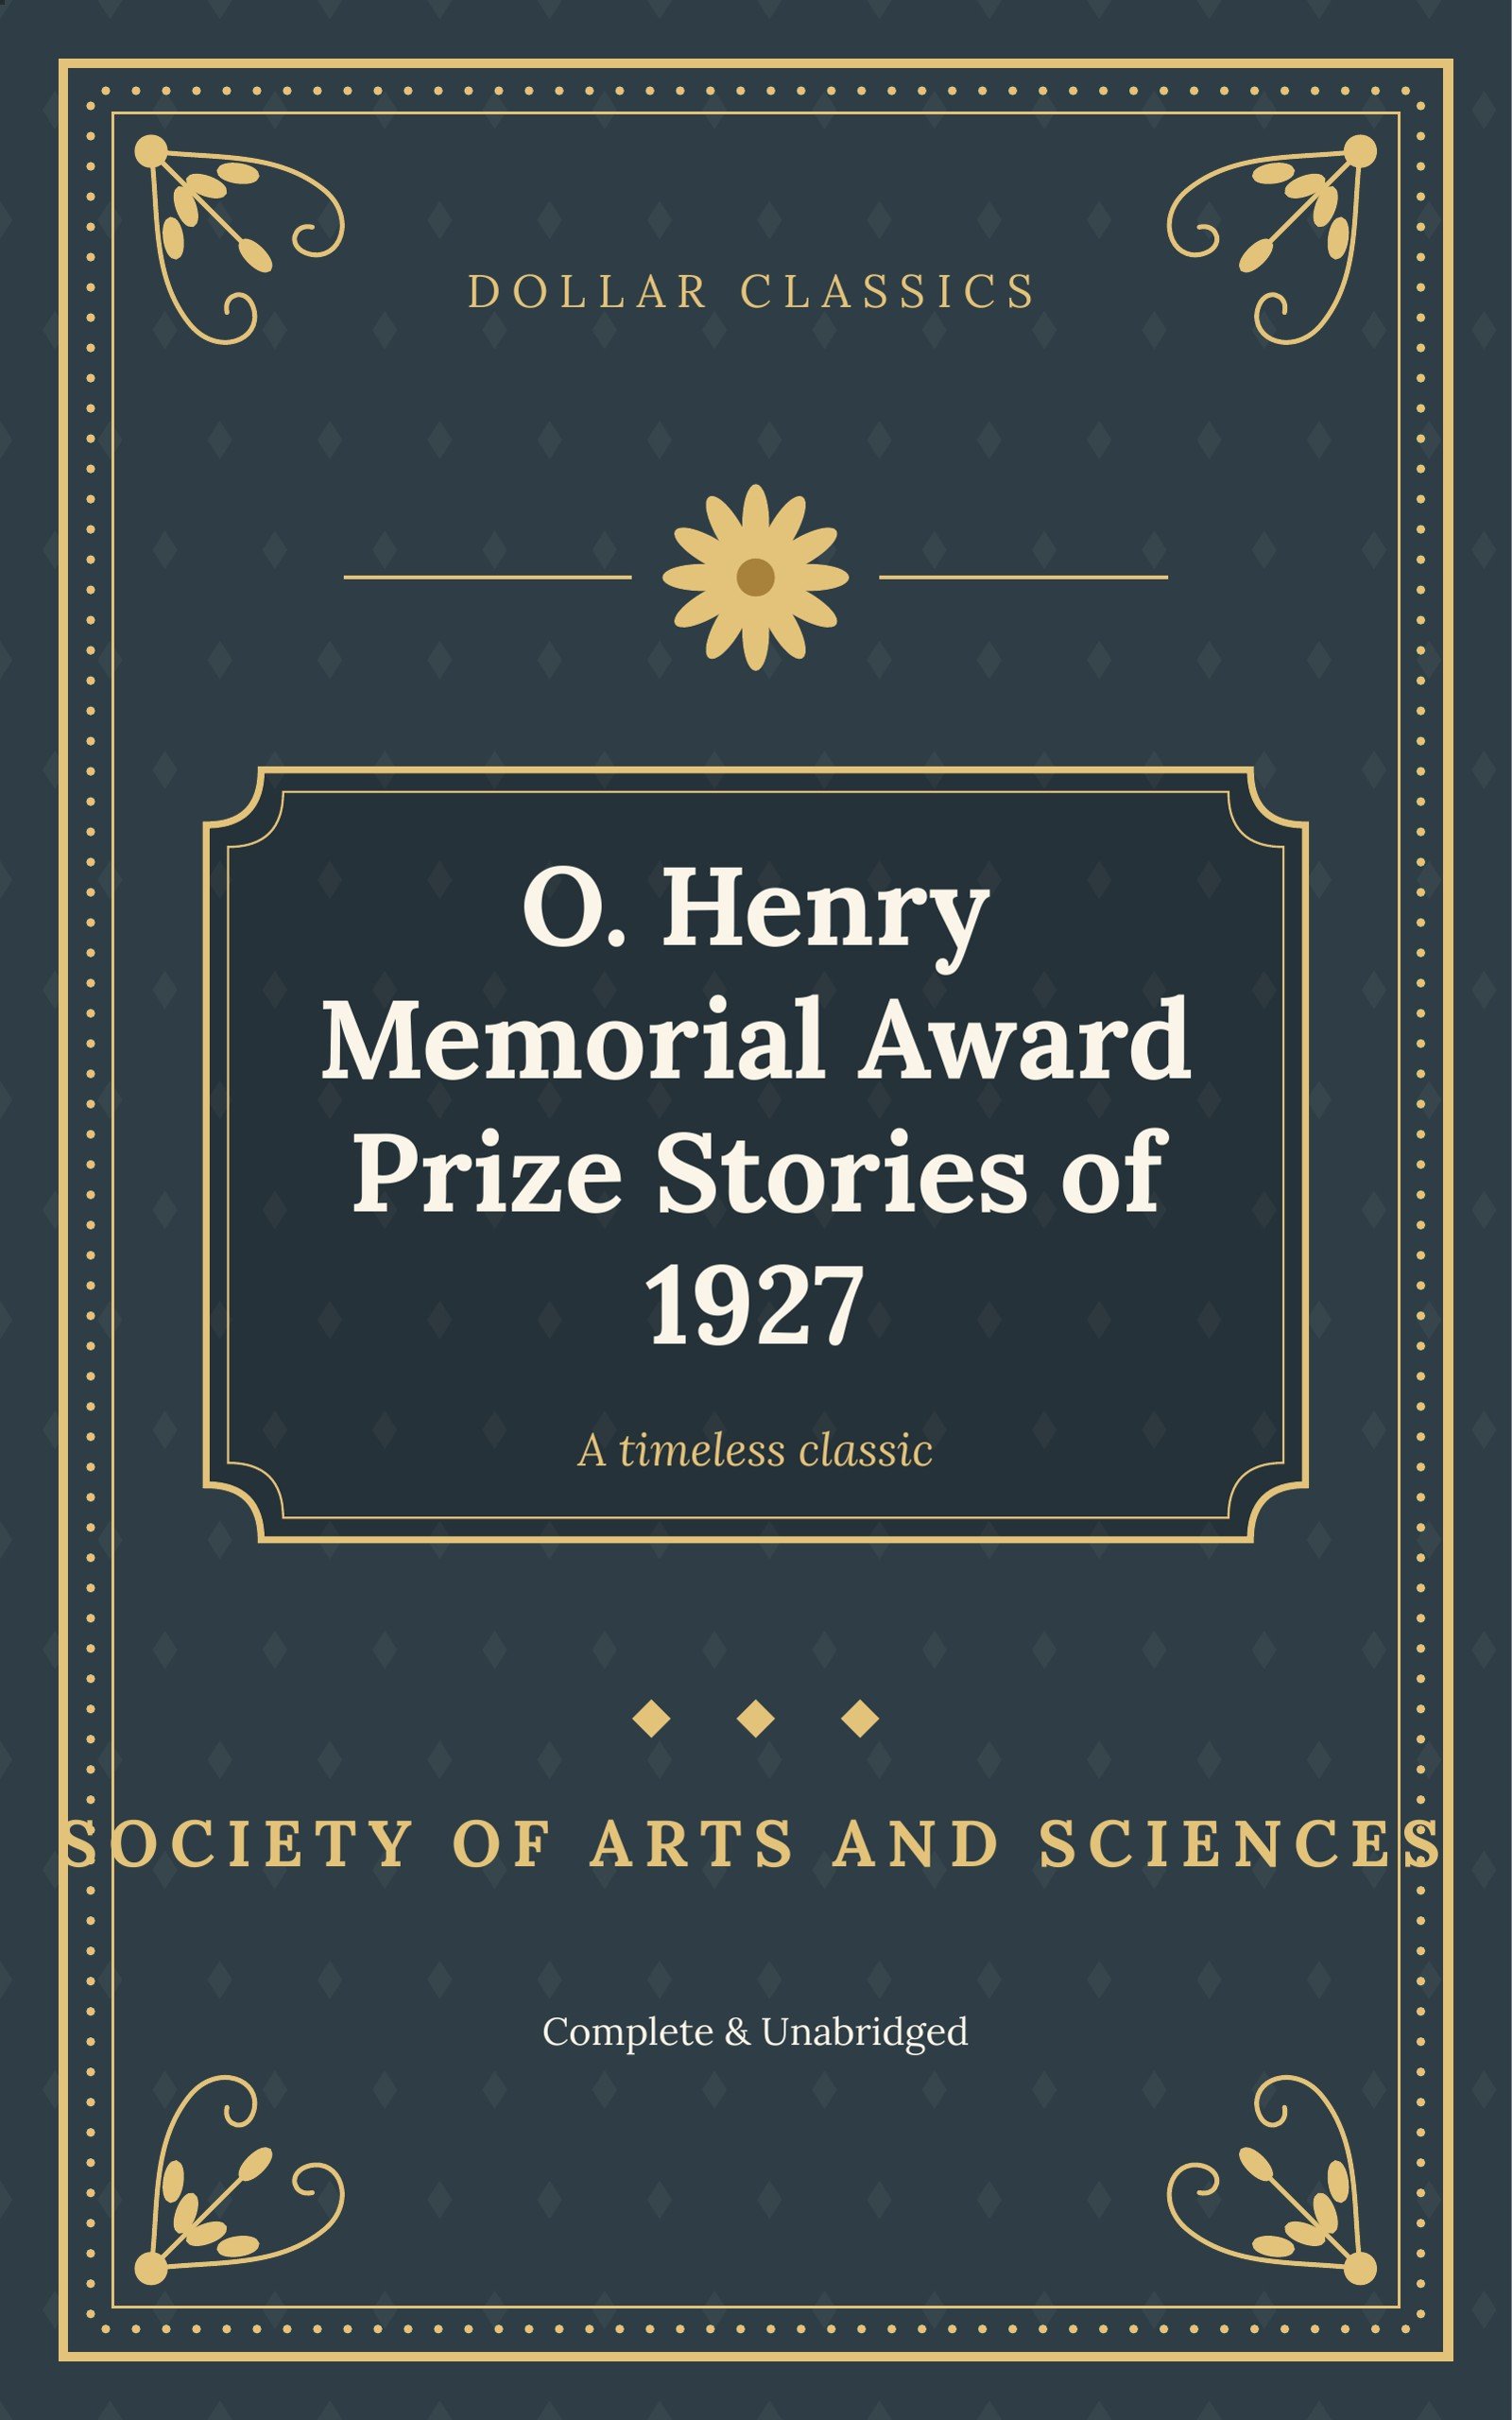 DOLLAR CLASSICS
O. Henry
Memorial Award
Prize Stories of
1927
A timeless classic
SOCIETY OF ARTS AND SCIENCES
Complete & Unabridged